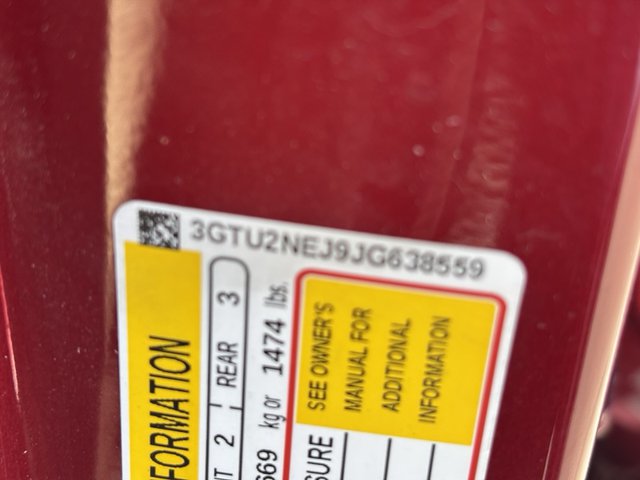 3GTU2NEJ9JG638559
FORMATION
2 REAR 3
669 kg or 1474 lbs.
SURE
SEE OWNER'S
MANUAL FOR
ADDITIONAL
INFORMATION